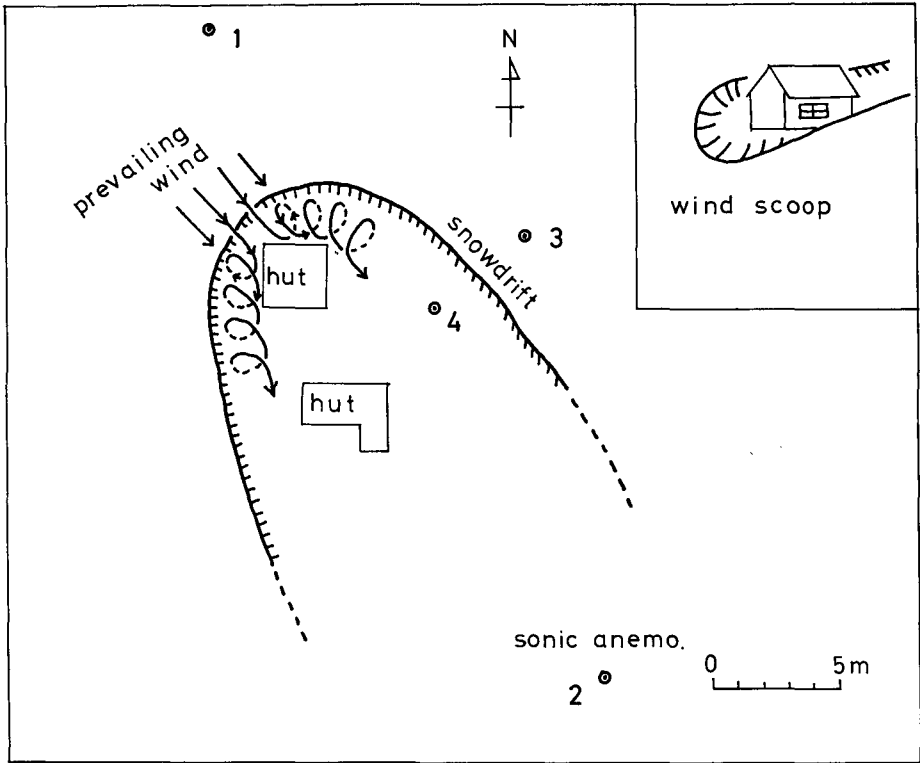 1
N
prevailing
wind
wind scoop
snowdrift
3
hut
4
hut
sonic anemo.
2
0 5m